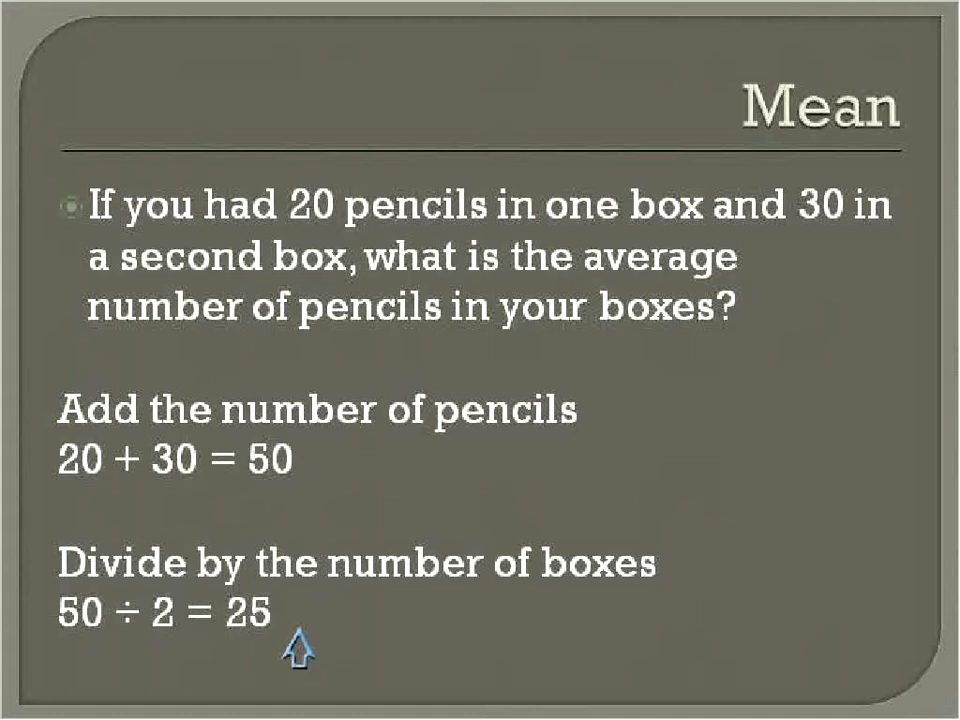 Mean
If you had 20 pencils in one box and 30 in
a second box, what is the average
number of pencils in your boxes?
Add the number of pencils
20 + 30 = 50
Divide by the number of boxes
50 ÷ 2 = 25